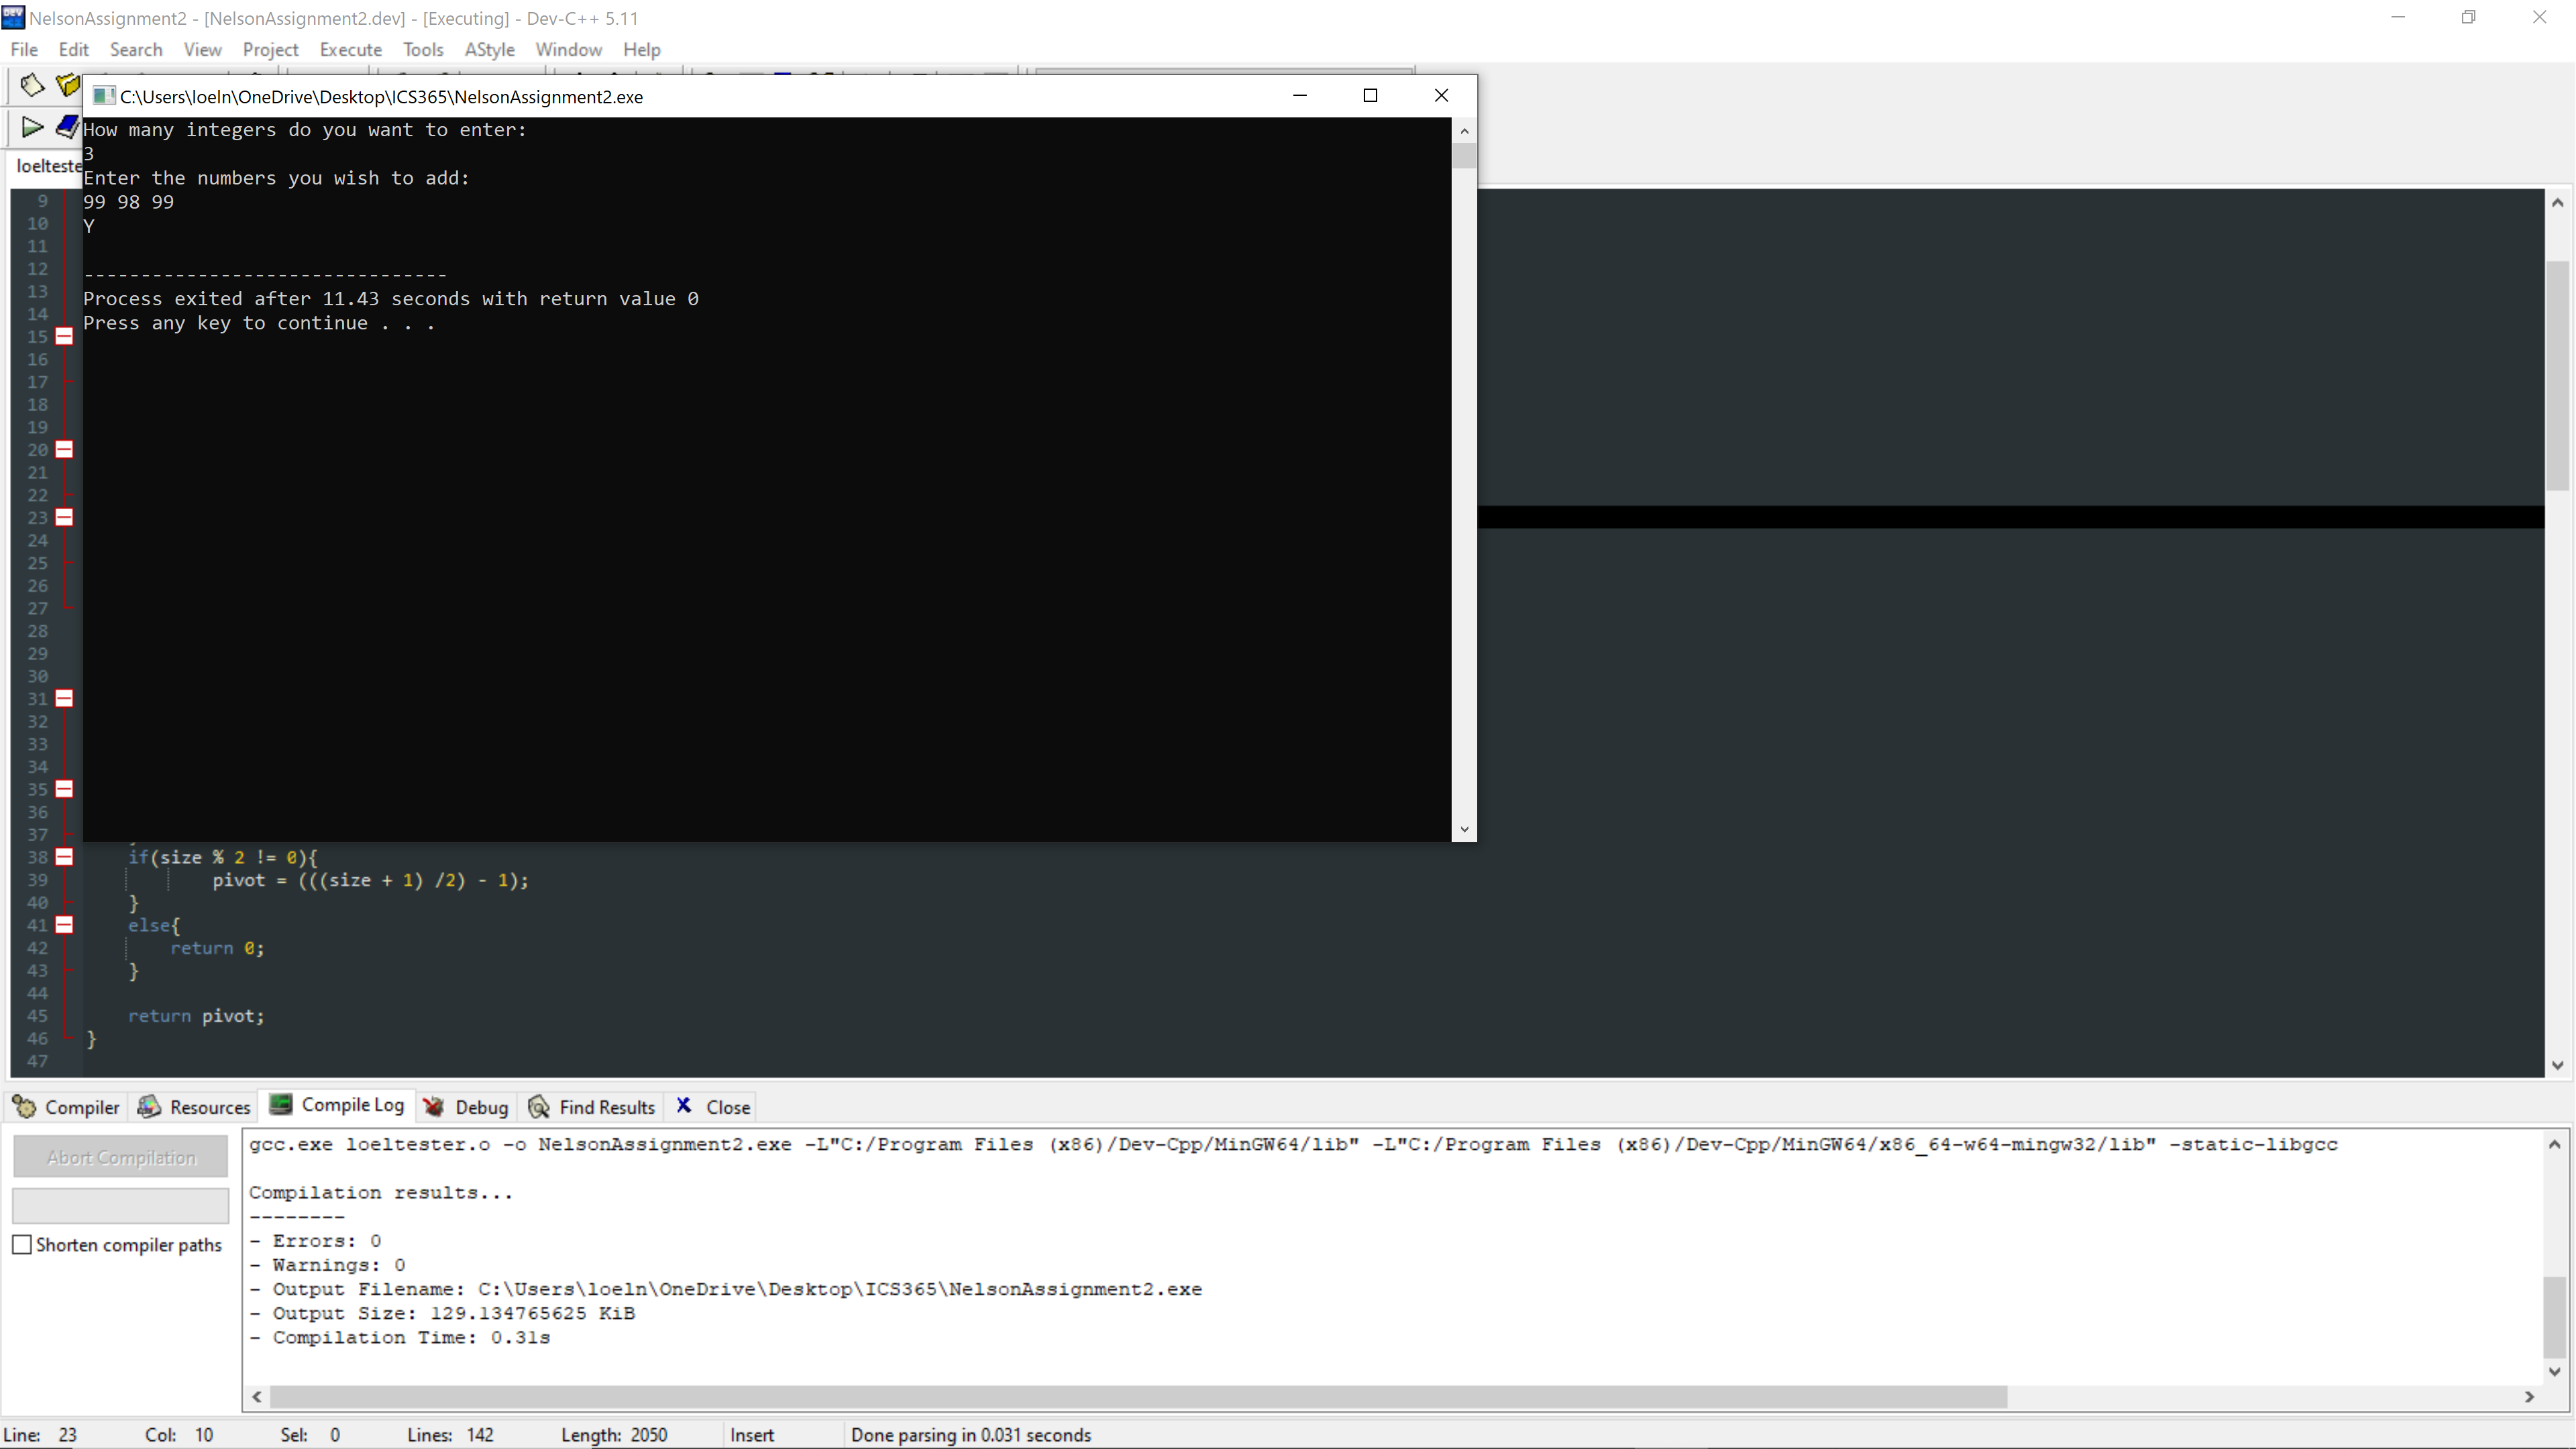 NelsonAssignment2 - [NelsonAssignment2.dev] - [Executing] - Dev-C++ 5.11
File Edit Search View Project Execute Tools AStyle Window Help
C:\Users\loeln\OneDrive\Desktop\ICS365\NelsonAssignment2.exe
How many integers do you want to enter:
3
loelteste
Enter the numbers you wish to add:
99 98 99
Y
--------------------------------
Process exited after 11.43 seconds with return value 0
Press any key to continue . . .
9
10
11
12
13
14
15
16
17
18
19
20
21
22
23
24
25
26
27
28
29
30
31
32
33
34
35
36
37
38 if(size % 2 != 0){
39 pivot = (((size + 1) /2) - 1);
40 }
41 else{
42 return 0;
43 }
44
45 return pivot;
46 }
47
Compiler Resources Compile Log Debug Find Results Close
Abort Compilation
Shorten compiler paths
gcc.exe loeltester.o -o NelsonAssignment2.exe -L"C:/Program Files (x86)/Dev-Cpp/MinGW64/lib" -L"C:/Program Files (x86)/Dev-Cpp/MinGW64/x86_64-w64-mingw32/lib" -static-libgcc
Compilation results...
--------
- Errors: 0
- Warnings: 0
- Output Filename: C:\Users\loeln\OneDrive\Desktop\ICS365\NelsonAssignment2.exe
- Output Size: 129.134765625 KiB
- Compilation Time: 0.31s
Line: 23 Col: 10 Sel: 0 Lines: 142 Length: 2050 Insert Done parsing in 0.031 seconds